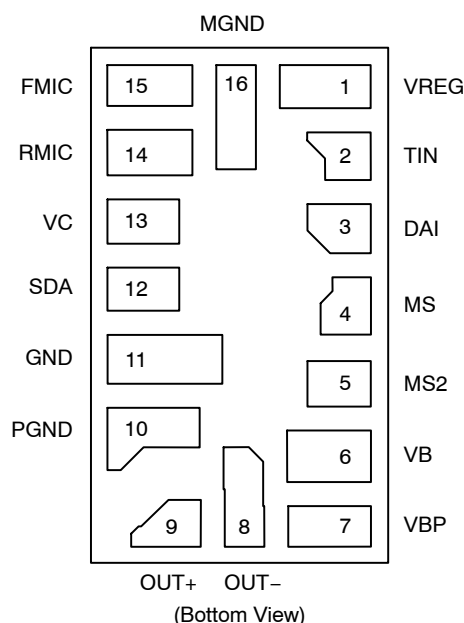 MGND
FMIC 15 16 1 VREG
RMIC 14 2 TIN
VC 13 3 DAI
SDA 12 4 MS
GND 11 5 MS2
PGND 10 6 VB
9 8 7 VBP
OUT+ OUT−
(Bottom View)